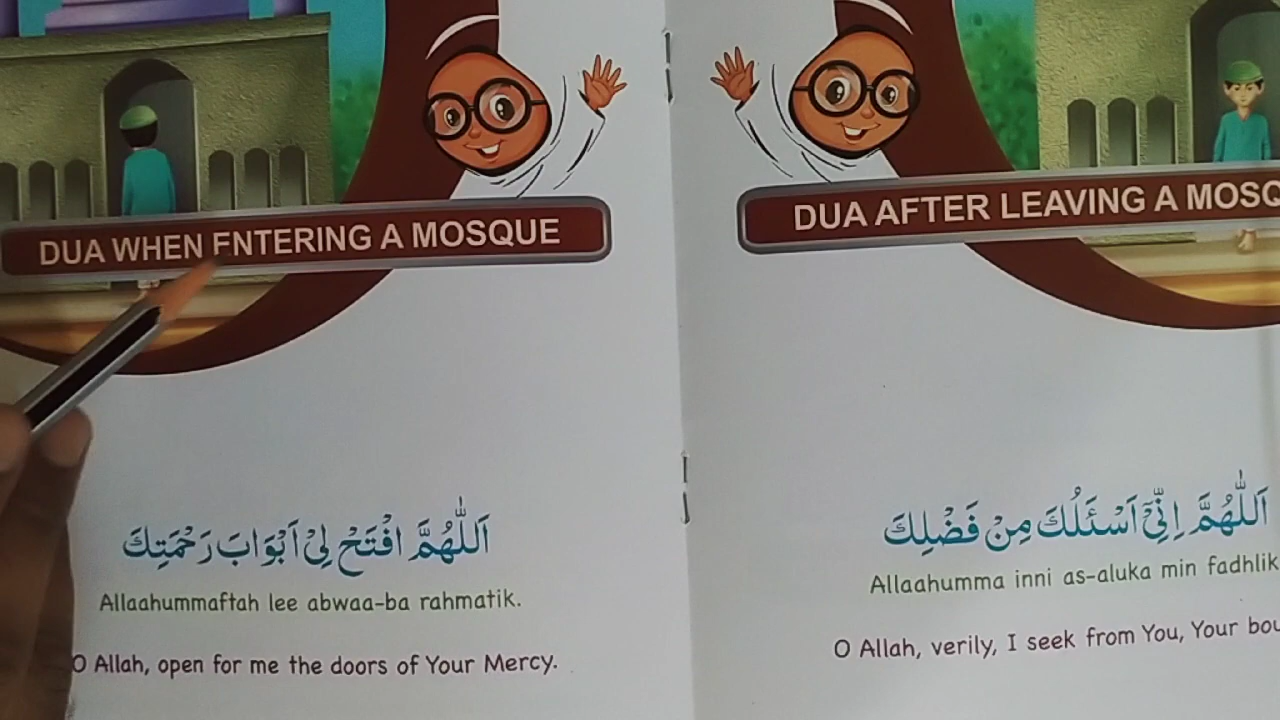 DUA WHEN ENTERING A MOSQUE
اَللّٰهُمَّ افْتَحْ لِىْ اَبْوَابَ رَحْمَتِكَ
Allaahummaftah lee abwaa-ba rahmatik.
O Allah, open for me the doors of Your Mercy.
DUA AFTER LEAVING A MOSQ
اَللّٰهُمَّ اِنِّىْٓ اَسْئَلُكَ مِنْ فَضْلِكَ
Allaahumma inni as-aluka min fadhlik
O Allah, verily, I seek from You, Your bou